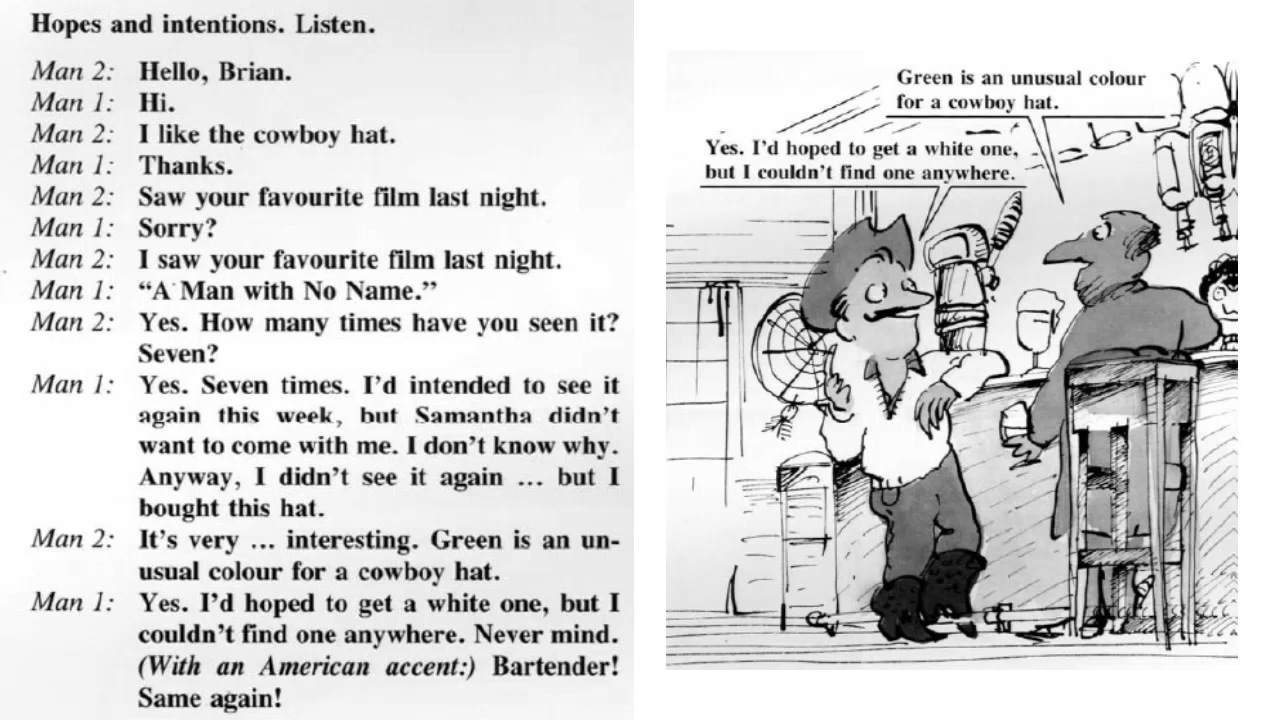 Hopes and intentions. Listen.
Man 2: Hello, Brian.
Man 1: Hi.
Man 2: I like the cowboy hat.
Man 1: Thanks.
Man 2: Saw your favourite film last night.
Man 1: Sorry?
Man 2: I saw your favourite film last night.
Man 1: “A Man with No Name.”
Man 2: Yes. How many times have you seen it?
Seven?
Man 1: Yes. Seven times. I’d intended to see it
again this week, but Samantha didn’t
want to come with me. I don’t know why.
Anyway, I didn’t see it again ... but I
bought this hat.
Man 2: It’s very ... interesting. Green is an un-
usual colour for a cowboy hat.
Man 1: Yes. I’d hoped to get a white one, but I
couldn’t find one anywhere. Never mind.
(With an American accent:) Bartender!
Same again!
Green is an unusual colour
for a cowboy hat.
Yes. I’d hoped to get a white one,
but I couldn’t find one anywhere.